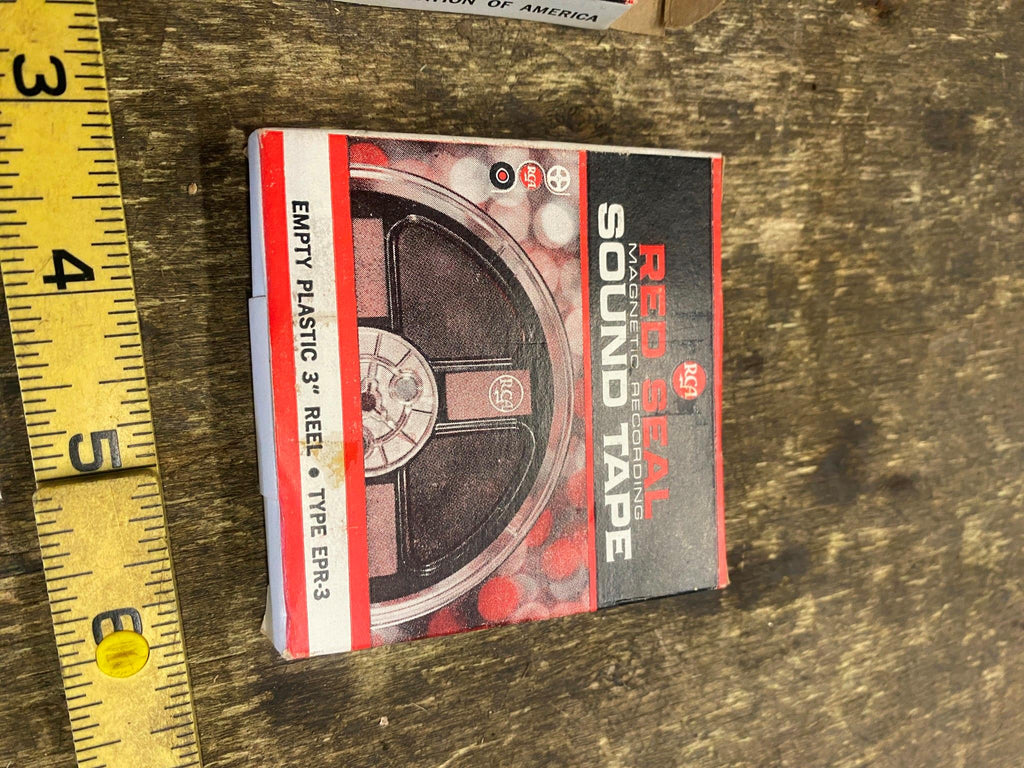 TION OF AMERICA
RCA
RED SEAL
MAGNETIC RECORDING
SOUND TAPE
RCA
RCA
EMPTY PLASTIC 3" REEL • TYPE EPR-3
3
4
5
6